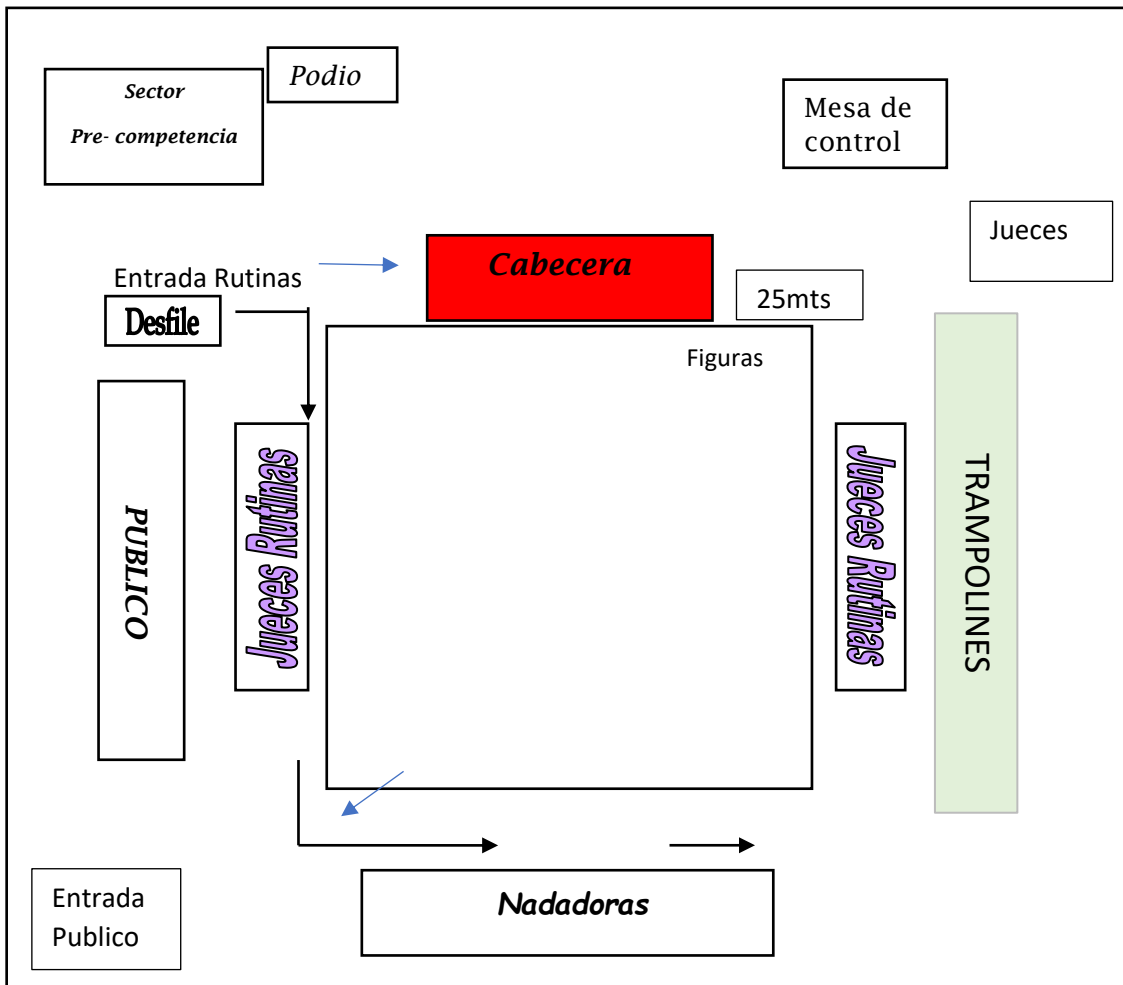 Podio
Sector
Pre- competencia
Mesa de
control
Jueces
Entrada Rutinas
Cabecera
25mts
Desfile
Figuras
PUBLICO
Jueces Rutinas
Jueces Rutinas
TRAMPOLINES
Entrada
Publico
Nadadoras